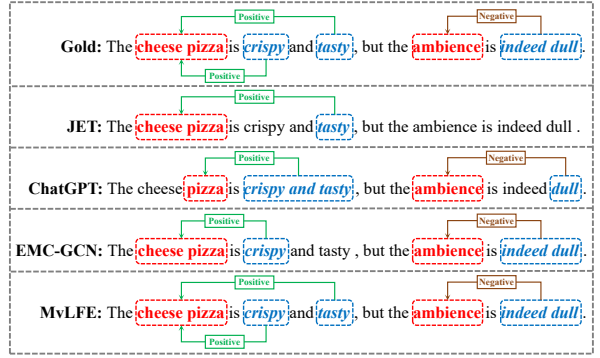 Positive Negative
Gold: The cheese pizza is crispy and tasty, but the ambience is indeed dull.
Positive
Positive
JET: The cheese pizza is crispy and tasty, but the ambience is indeed dull .
Positive Negative
ChatGPT: The cheese pizza is crispy and tasty, but the ambience is indeed dull.
Positive Negative
EMC-GCN: The cheese pizza is crispy and tasty , but the ambience is indeed dull.
Positive Negative
MvLFE: The cheese pizza is crispy and tasty, but the ambience is indeed dull.
Positive